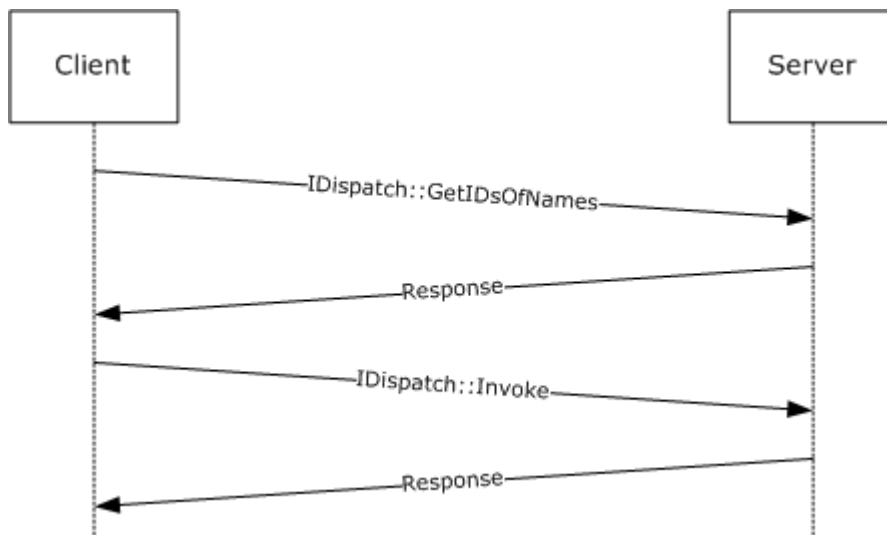 Client
Server
IDispatch::GetIDsOfNames
Response
IDispatch::Invoke
Response